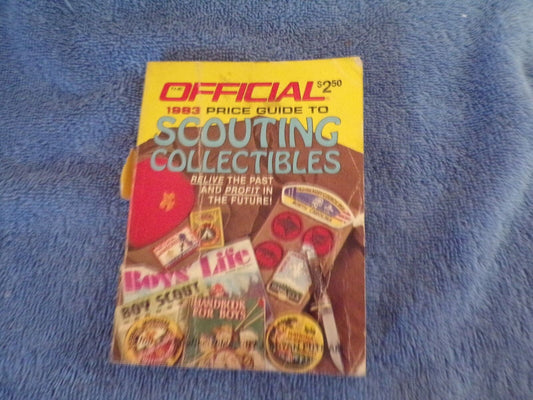 THE OFFICIAL $2.50
1983 PRICE GUIDE TO
SCOUTING
COLLECTIBLES
RELIVE THE PAST
AND PROFIT IN
THE FUTURE!
Boys' Life
BOY SCOUT
HANDBOOK
FOR BOYS